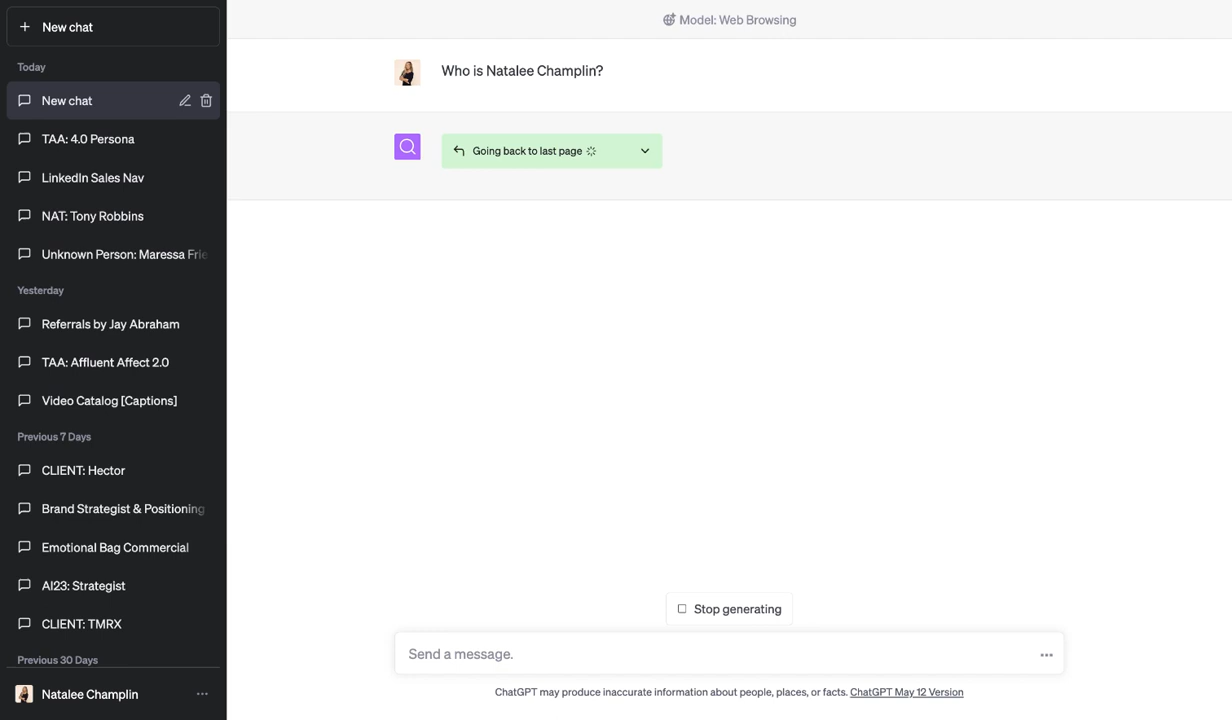 New chat
Today
New chat
TAA: 4.0 Persona
LinkedIn Sales Nav
NAT: Tony Robbins
Unknown Person: Maressa Frie
Yesterday
Referrals by Jay Abraham
TAA: Affluent Affect 2.0
Video Catalog [Captions]
Previous 7 Days
CLIENT: Hector
Brand Strategist & Positioning
Emotional Bag Commercial
AI23: Strategist
CLIENT: TMRX
Previous 30 Days
Natalee Champlin
Model: Web Browsing
Who is Natalee Champlin?
Going back to last page
Stop generating
Send a message.
ChatGPT may produce inaccurate information about people, places, or facts. ChatGPT May 12 Version